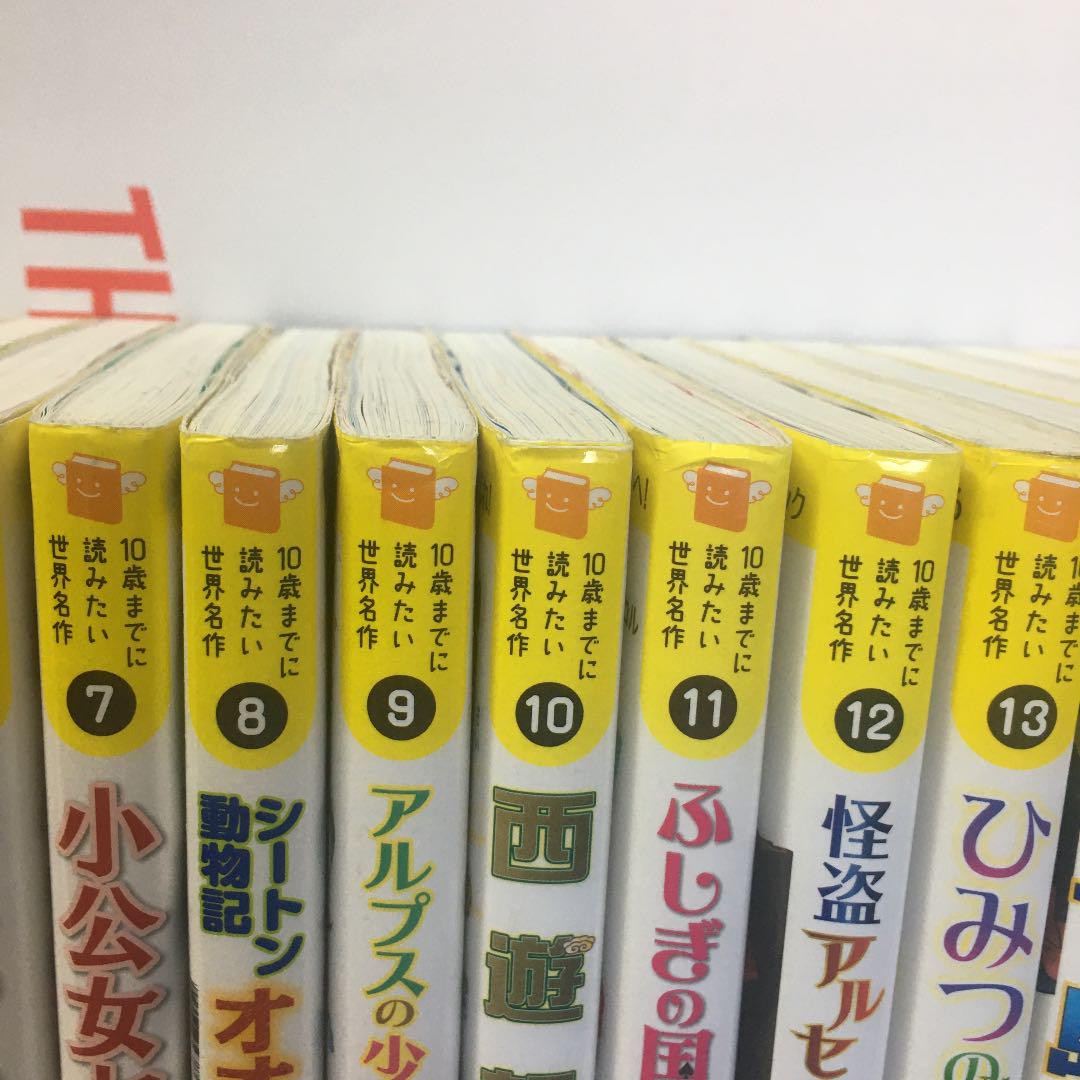 TH
10歳までに
読みたい
世界名作
7
小公女
10歳までに
読みたい
世界名作
8
シートン
動物記
オオ
10歳までに
読みたい
世界名作
9
アルプスの少
10歳までに
読みたい
世界名作
10
西遊
10歳までに
読みたい
世界名作
11
ふしぎの国
10歳までに
読みたい
世界名作
12
怪盗
アルセ
10歳までに
読みたい
世界名作
13
ひみつの